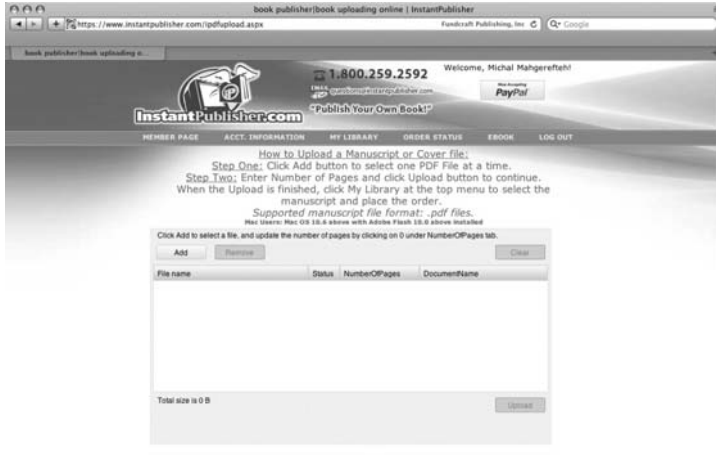 book publisher|book uploading online | InstantPublisher
https://www.instantpublisher.com/ipdfupload.aspx
Fundcraft Publishing, Inc
Google
book publisher|book uploading o...
1.800.259.2592
Welcome, Michal Mahgerefteh!
questions@instantpublisher.com
Now Accepting
PayPal
"Publish Your Own Book!"
IP
InstantPublisher.com
MEMBER PAGE ACCT. INFORMATION MY LIBRARY ORDER STATUS EBOOK LOG OUT
How to Upload a Manuscript or Cover file:
Step One: Click Add button to select one PDF File at a time.
Step Two: Enter Number of Pages and click Upload button to continue.
When the Upload is finished, click My Library at the top menu to select the
manuscript and place the order.
Supported manuscript file format: .pdf files.
Mac Users: Mac OS 10.6 above with Adobe Flash 10.0 above installed
Click Add to select a file, and update the number of pages by clicking on 0 under NumberOfPages tab.
Add Remove Clear
File name Status NumberOfPages DocumentName
Total size is 0 B
Upload